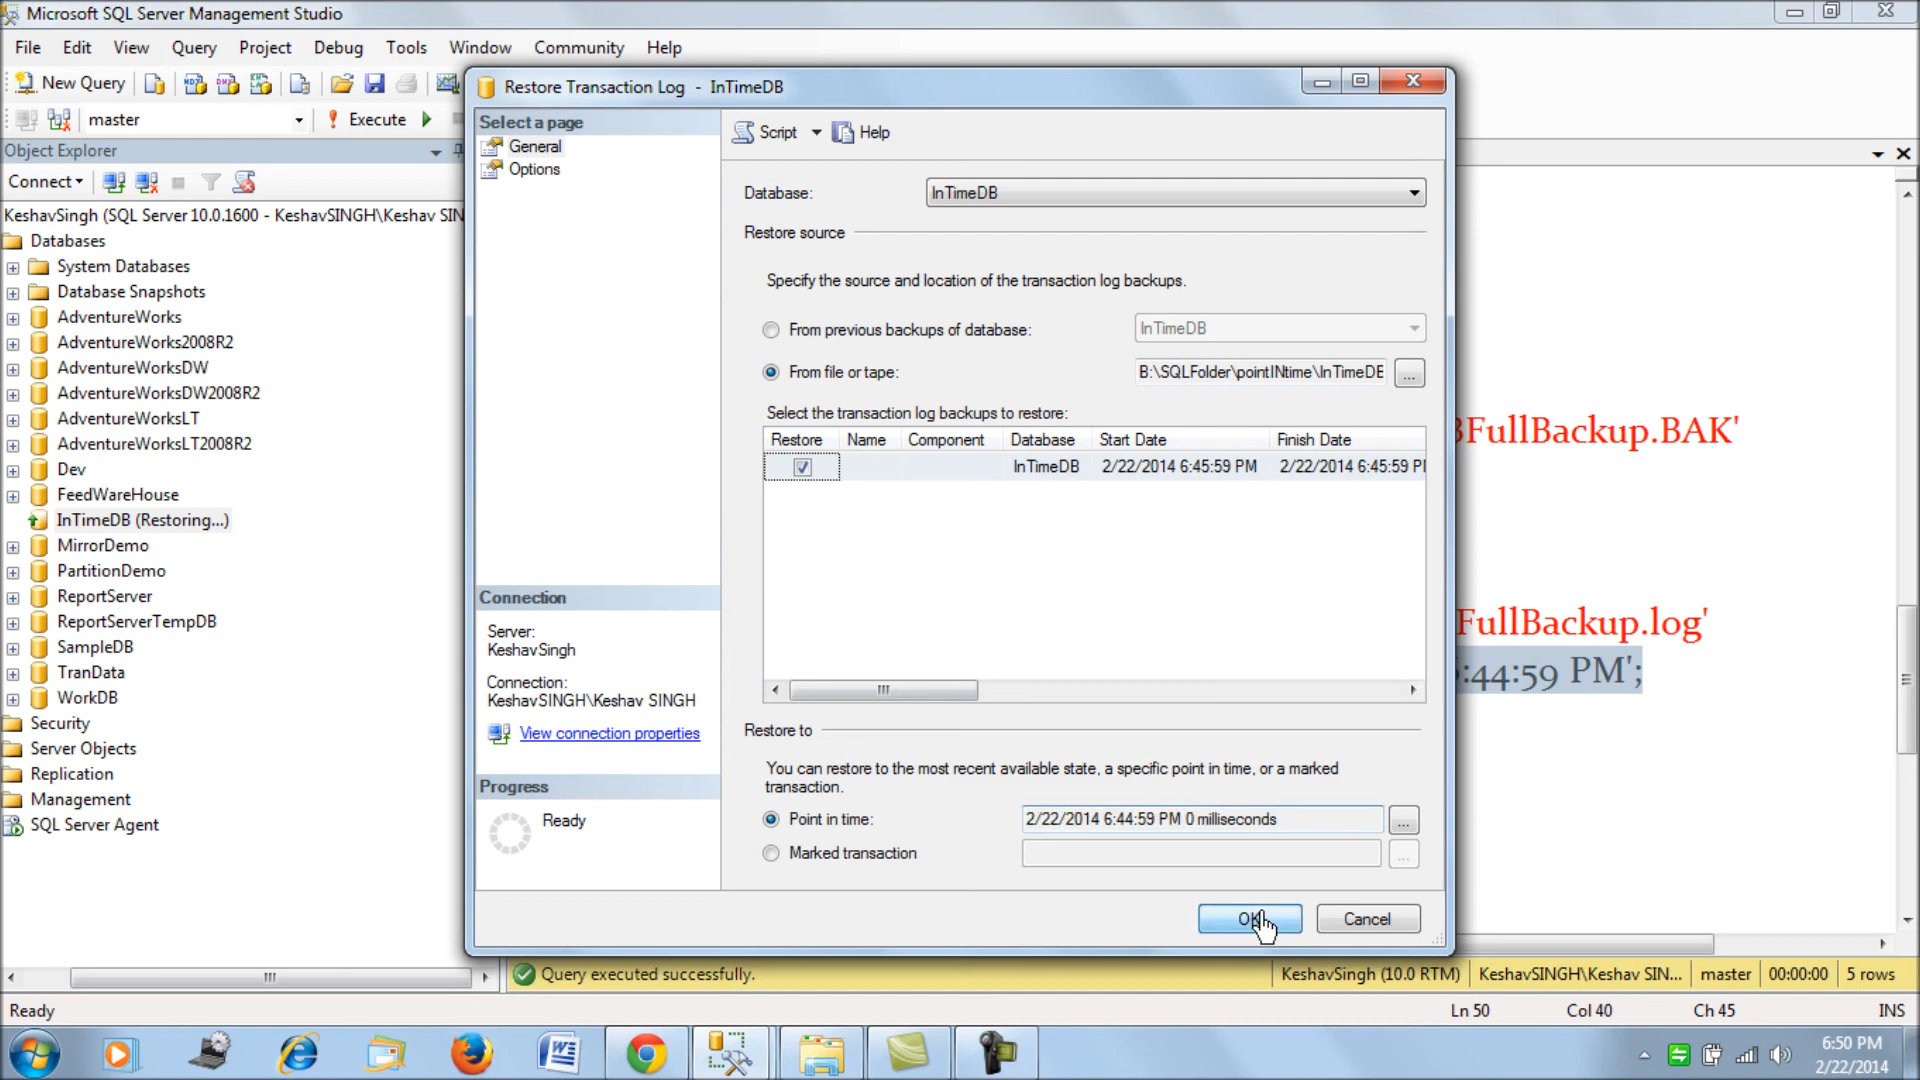 Microsoft SQL Server Management Studio
File Edit View Query Project Debug Tools Window Community Help
New Query
master
Execute
Object Explorer
Connect
KeshavSingh (SQL Server 10.0.1600 - KeshavSINGH\Keshav SIN
Databases
System Databases
Database Snapshots
AdventureWorks
AdventureWorks2008R2
AdventureWorksDW
AdventureWorksDW2008R2
AdventureWorksLT
AdventureWorksLT2008R2
Dev
FeedWareHouse
InTimeDB (Restoring...)
MirrorDemo
PartitionDemo
ReportServer
ReportServerTempDB
SampleDB
TranData
WorkDB
Security
Server Objects
Replication
Management
SQL Server Agent
Restore Transaction Log - InTimeDB
Select a page
General
Options
Connection
Server:
KeshavSingh
Connection:
KeshavSINGH\Keshav SINGH
View connection properties
Progress
Ready
Script Help
Database: InTimeDB
Restore source
Specify the source and location of the transaction log backups.
From previous backups of database: InTimeDB
From file or tape: B:\SQLFolder\pointINtime\InTimeDB ...
Select the transaction log backups to restore:
Restore Name Component Database Start Date Finish Date
InTimeDB 2/22/2014 6:45:59 PM 2/22/2014 6:45:59 P
Restore to
You can restore to the most recent available state, a specific point in time, or a marked
transaction.
Point in time: 2/22/2014 6:44:59 PM 0 milliseconds ...
Marked transaction ...
OK Cancel
BFullBackup.BAK'
FullBackup.log'
6:44:59 PM';
Query executed successfully. KeshavSingh (10.0 RTM) KeshavSINGH\Keshav SIN... master 00:00:00 5 rows
Ready Ln 50 Col 40 Ch 45 INS
6:50 PM
2/22/2014